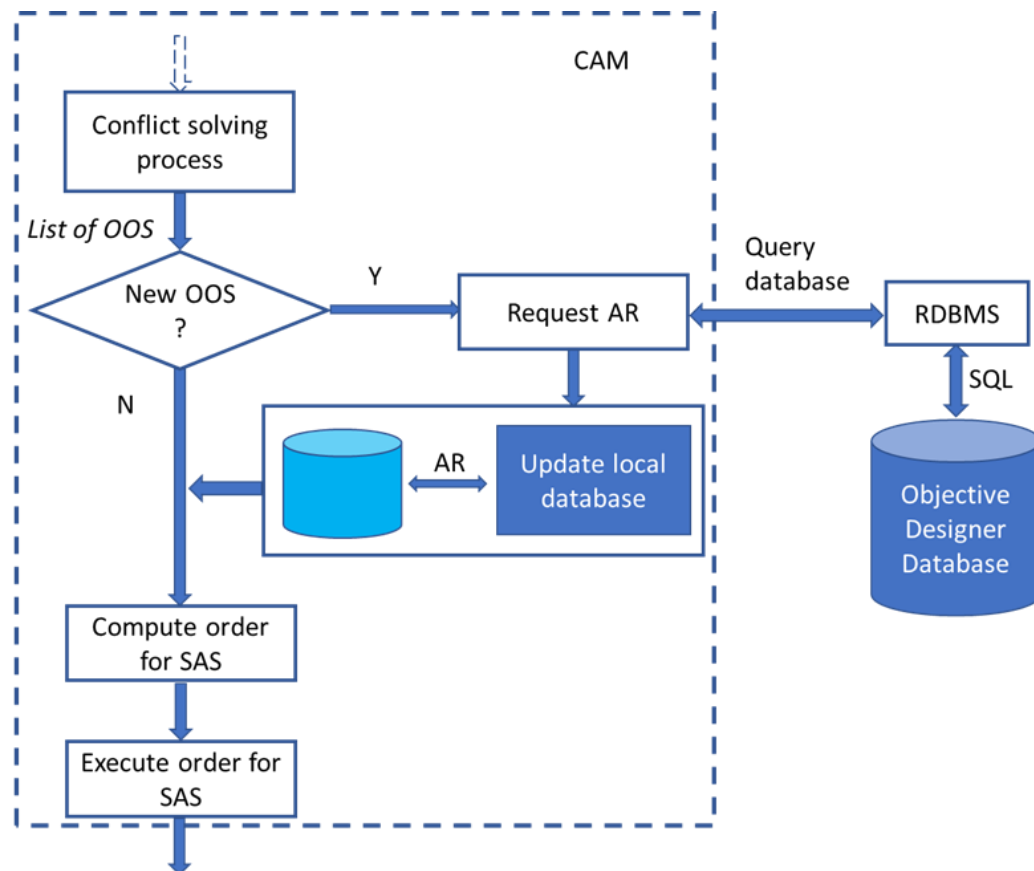 CAM
Conflict solving
process
List of OOS
New OOS
?
Y
Request AR
Query
database
RDBMS
SQL
N
AR
Update local
database
Objective
Designer
Database
Compute order
for SAS
Execute order for
SAS